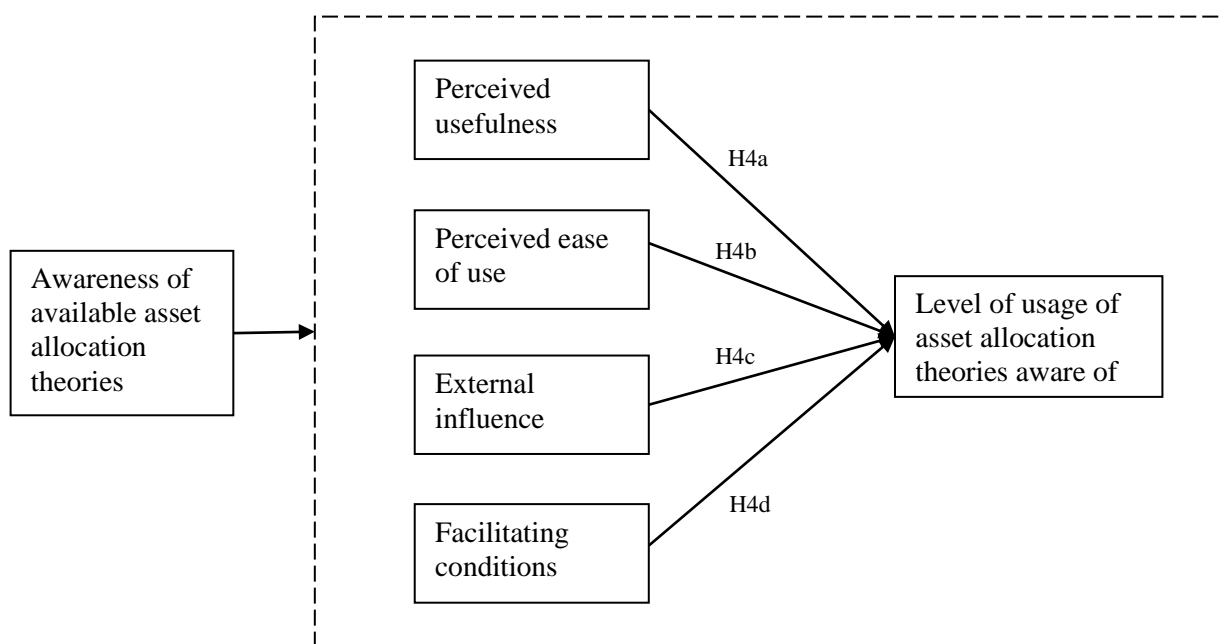 Awareness of
available asset
allocation
theories
Perceived
usefulness
Perceived ease
of use
External
influence
Facilitating
conditions
H4a
H4b
H4c
H4d
Level of usage of
asset allocation
theories aware of